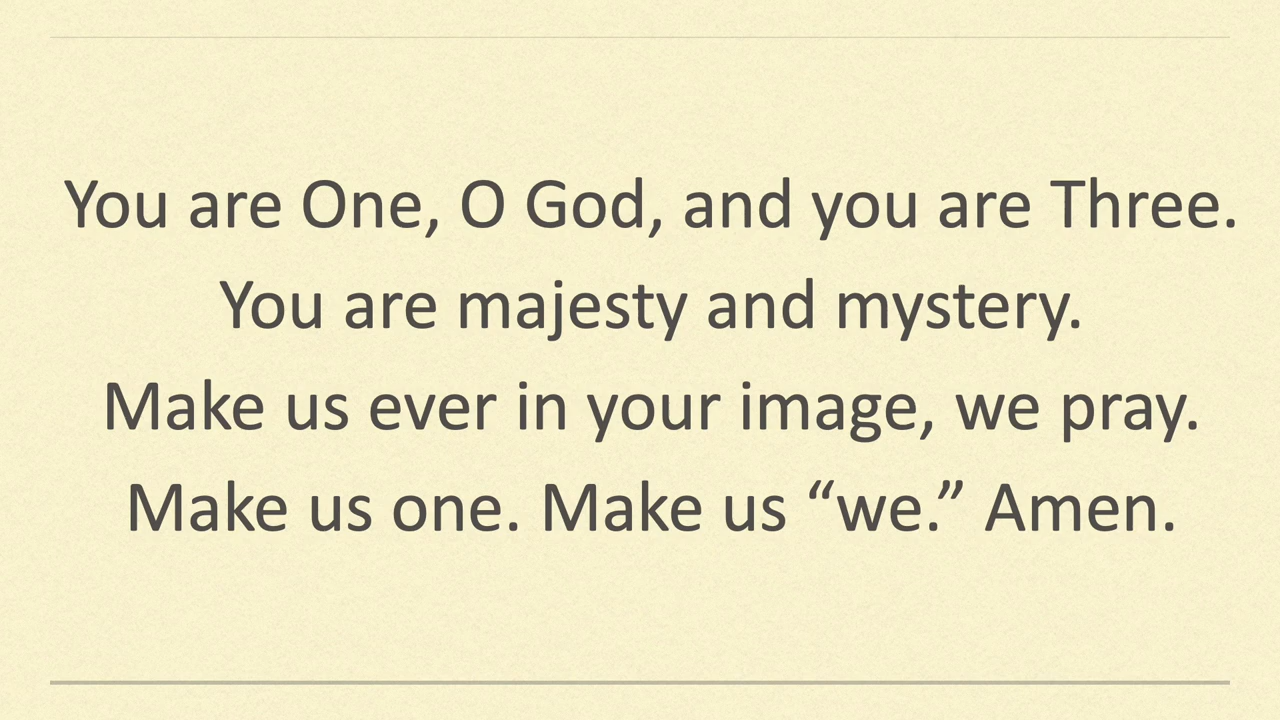 You are One, O God, and you are Three.
You are majesty and mystery.
Make us ever in your image, we pray.
Make us one. Make us “we.” Amen.